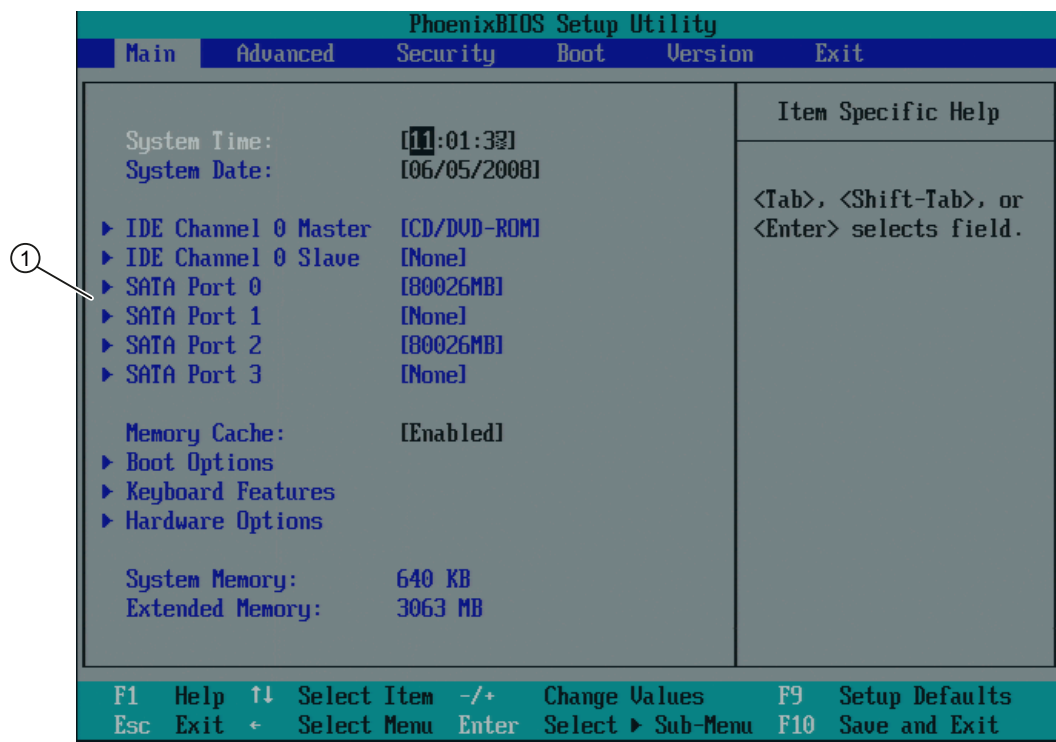 PhoenixBIOS Setup Utility
Main Advanced Security Boot Version Exit
Item Specific Help
System Time: [11:01:3]
System Date: [06/05/2008]
<Tab>, <Shift-Tab>, or
<Enter> selects field.
▶ IDE Channel 0 Master [CD/DVD-ROM]
▶ IDE Channel 0 Slave [None]
1
▶ SATA Port 0 [80026MB]
▶ SATA Port 1 [None]
▶ SATA Port 2 [80026MB]
▶ SATA Port 3 [None]
Memory Cache: [Enabled]
▶ Boot Options
▶ Keyboard Features
▶ Hardware Options
System Memory: 640 KB
Extended Memory: 3063 MB
F1 Help ↑↓ Select Item -/+ Change Values F9 Setup Defaults
Esc Exit ← Select Menu Enter Select ▶ Sub-Menu F10 Save and Exit